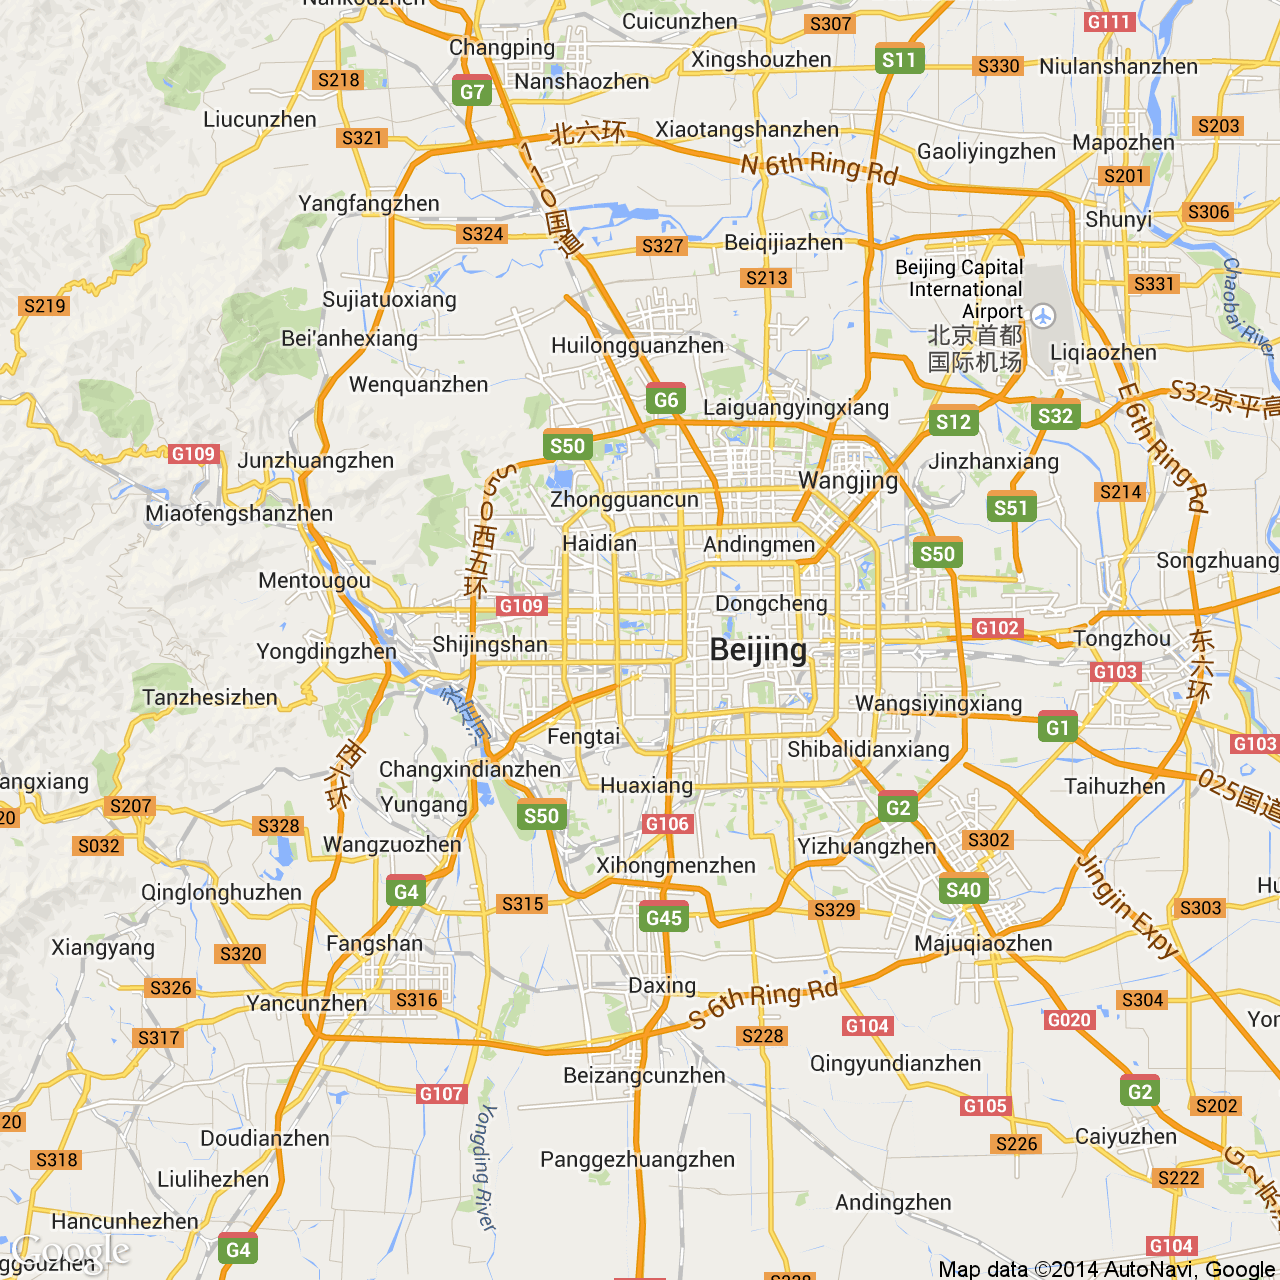 Nankouzhen
Cuicunzhen
S307
G111
Changping
Xingshouzhen
S11
S330
Niulanshanzhen
S218
G7
Nanshaozhen
Liucunzhen
S321
北六环
Xiaotangshanzhen
S203
Mapozhen
Gaoliyingzhen
N 6th Ring Rd
S201
110国道
Yangfangzhen
S306
Shunyi
S324
S327
Beiqijiazhen
Beijing Capital
International
Airport
北京首都
国际机场
S213
S331
Chaobai River
S219
Sujiatuoxiang
Bei'anhexiang
Huilongguanzhen
Liqiaozhen
Wenquanzhen
G6
Laiguangyingxiang
S12
S32
S32京平高
E 6th Ring Rd
G109
S50
Junzhuangzhen
Jinzhanxiang
Wangjing
S214
Zhongguancun
S51
Miaofengshanzhen
S50西五环
Haidian
Andingmen
S50
Songzhuang
Mentougou
G109
Dongcheng
G102
Tongzhou
Yongdingzhen
Shijingshan
Beijing
东六环
G103
Tanzhesizhen
永定河
Wangsiyingxiang
G1
Fengtai
Shibalidianxiang
G103
西六环
Changxindianzhen
angxiang
Huaxiang
Taihuzhen
025国道
S207
Yungang
S50
G2
20
S328
G106
S302
S032
Wangzuozhen
Yizhuangzhen
Xihongmenzhen
Jingjin Expy
Qinglonghuzhen
G4
S40
Hu
S315
G45
S329
S303
Xiangyang
Fangshan
Majuqiaozhen
S320
S326
Daxing
S 6th Ring Rd
Yancunzhen
S316
S304
G104
G020
Yon
S317
S228
Qingyundianzhen
Beizangcunzhen
G107
G2
G105
S202
20
Yongding River
Doudianzhen
S226
Caiyuzhen
S318
Panggezhuangzhen
G2京
Liulihezhen
S222
Andingzhen
Hancunhezhen
G4
G104
Google
ggouzhen
S228
Map data ©2014 AutoNavi, Google